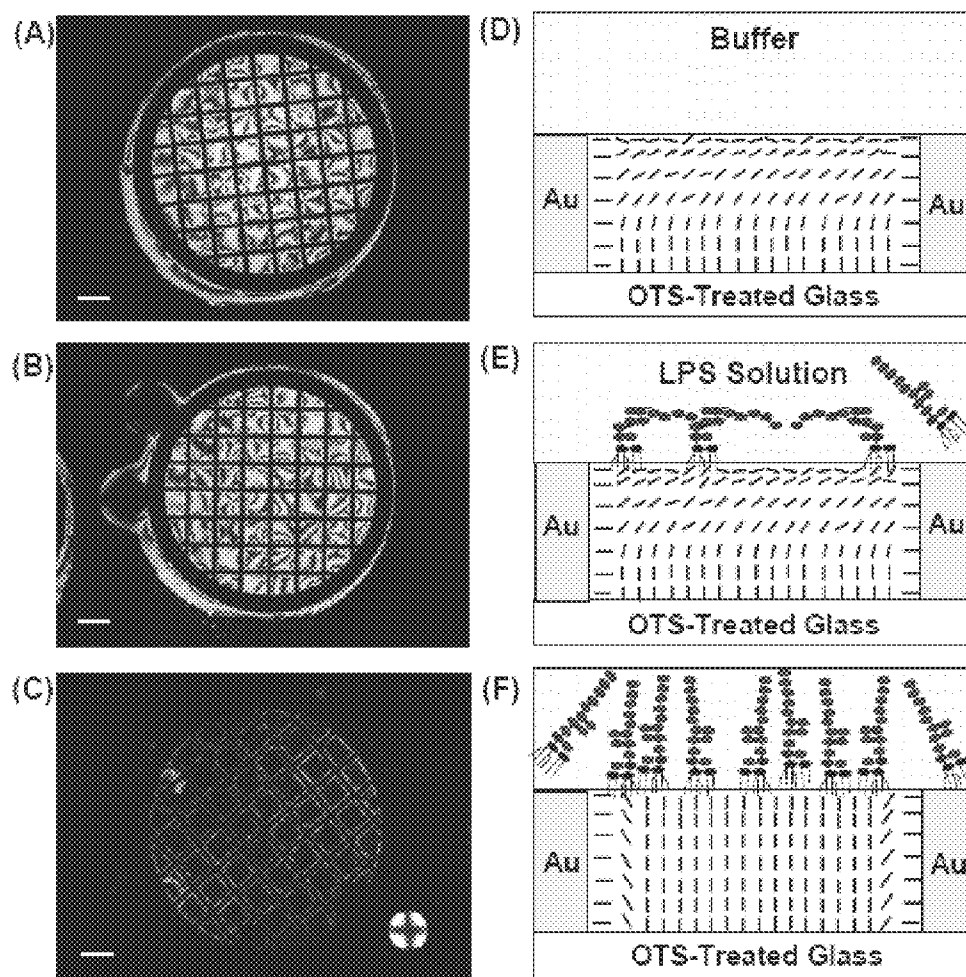 (A)
(D)
Buffer
Au
Au
OTS-Treated Glass
(B)
(E)
LPS Solution
Au
Au
OTS-Treated Glass
(C)
(F)
Au
Au
OTS-Treated Glass